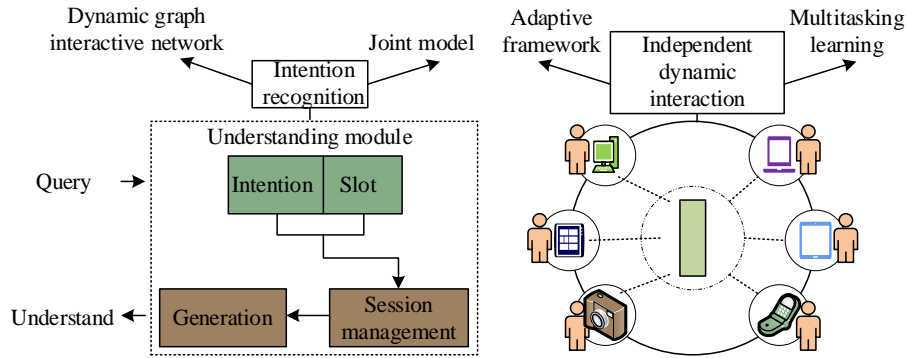 Dynamic graph
interactive network
Joint model
Intention
recognition
Understanding module
Query
Intention
Slot
Understand
Generation
Session
management
Adaptive
framework
Multitasking
learning
Independent
dynamic
interaction